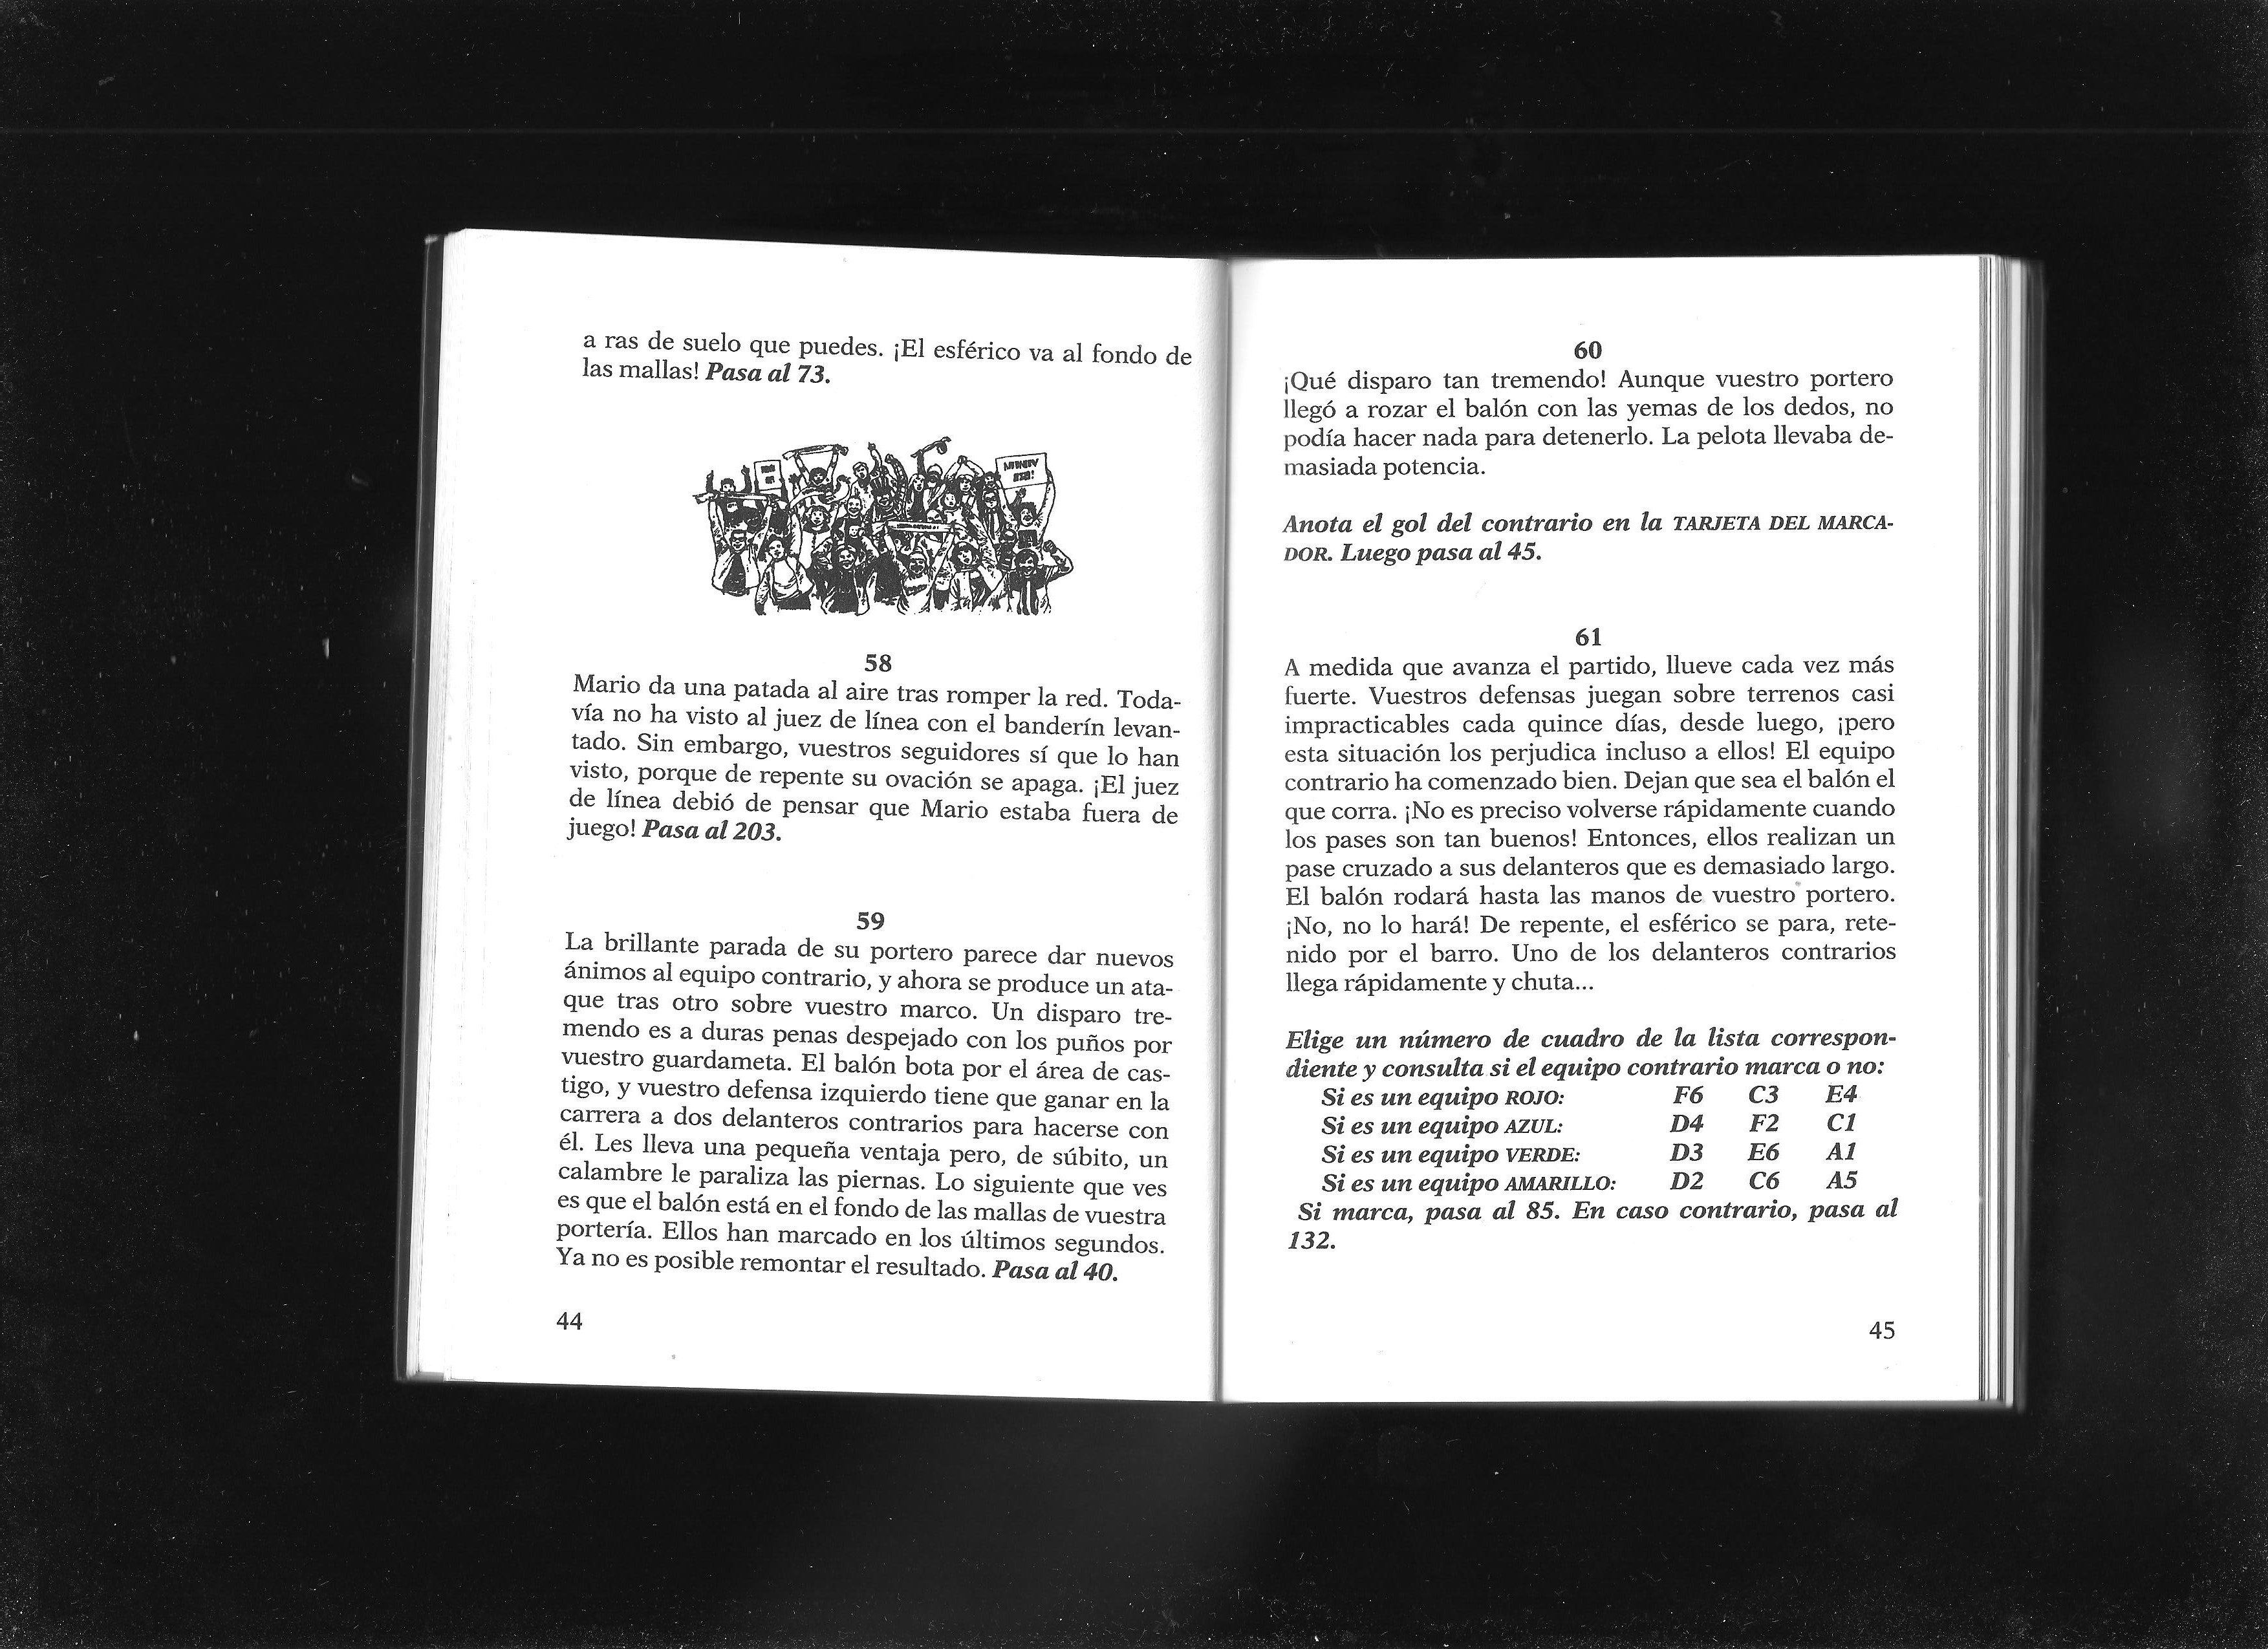 a ras de suelo que puedes. ¡El esférico va al fondo de
las mallas! Pasa al 73.
58
Mario da una patada al aire tras romper la red. Toda-
vía no ha visto al juez de línea con el banderín levan-
tado. Sin embargo, vuestros seguidores sí que lo han
visto, porque de repente su ovación se apaga. ¡El juez
de línea debió de pensar que Mario estaba fuera de
juego! Pasa al 203.
59
La brillante parada de su portero parece dar nuevos
ánimos al equipo contrario, y ahora se produce un ata-
que tras otro sobre vuestro marco. Un disparo tre-
mendo es a duras penas despejado con los puños por
vuestro guardameta. El balón bota por el área de cas-
tigo, y vuestro defensa izquierdo tiene que ganar en la
carrera a dos delanteros contrarios para hacerse con
él. Les lleva una pequeña ventaja pero, de súbito, un
calambre le paraliza las piernas. Lo siguiente que ves
es que el balón está en el fondo de las mallas de vuestra
portería. Ellos han marcado en los últimos segundos.
Ya no es posible remontar el resultado. Pasa al 40.
44
60
¡Qué disparo tan tremendo! Aunque vuestro portero
llegó a rozar el balón con las yemas de los dedos, no
podía hacer nada para detenerlo. La pelota llevaba de-
masiada potencia.
Anota el gol del contrario en la TARJETA DEL MARCA-
DOR. Luego pasa al 45.
61
A medida que avanza el partido, llueve cada vez más
fuerte. Vuestros defensas juegan sobre terrenos casi
impracticables cada quince días, desde luego, ¡pero
esta situación los perjudica incluso a ellos! El equipo
contrario ha comenzado bien. Dejan que sea el balón el
que corra. ¡No es preciso volverse rápidamente cuando
los pases son tan buenos! Entonces, ellos realizan un
pase cruzado a sus delanteros que es demasiado largo.
El balón rodará hasta las manos de vuestro portero.
¡No, no lo hará! De repente, el esférico se para, rete-
nido por el barro. Uno de los delanteros contrarios
llega rápidamente y chuta...
Elige un número de cuadro de la lista correspon-
diente y consulta si el equipo contrario marca o no:
Si es un equipo ROJO: F6 C3 E4
Si es un equipo AZUL: D4 F2 C1
Si es un equipo VERDE: D3 E6 A1
Si es un equipo AMARILLO: D2 C6 A5
Si marca, pasa al 85. En caso contrario, pasa al
132.
45